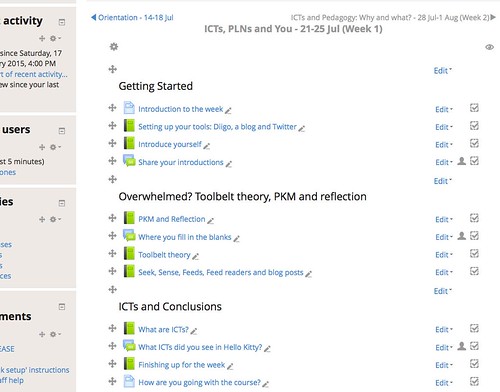 activity
since Saturday, 17
ry 2015, 4:00 PM
rt of recent activity...
ew since your last
users
st 5 minutes)
ones
ies
ses
s
s
ces
ments
EASE
k setup' instructions
aff help
Orientation - 14-18 Jul
ICTs and Pedagogy: Why and what? - 28 Jul-1 Aug (Week 2)
ICTs, PLNs and You - 21-25 Jul (Week 1)
Edit
Getting Started
Introduction to the week Edit
Setting up your tools: Diigo, a blog and Twitter Edit
Introduce yourself Edit
Share your introductions Edit
Edit
Overwhelmed? Toolbelt theory, PKM and reflection
PKM and Reflection Edit
Where you fill in the blanks Edit
Toolbelt theory Edit
Seek, Sense, Feeds, Feed readers and blog posts Edit
Edit
ICTs and Conclusions
What are ICTs? Edit
What ICTs did you see in Hello Kitty? Edit
Finishing up for the week Edit
How are you going with the course? Edit